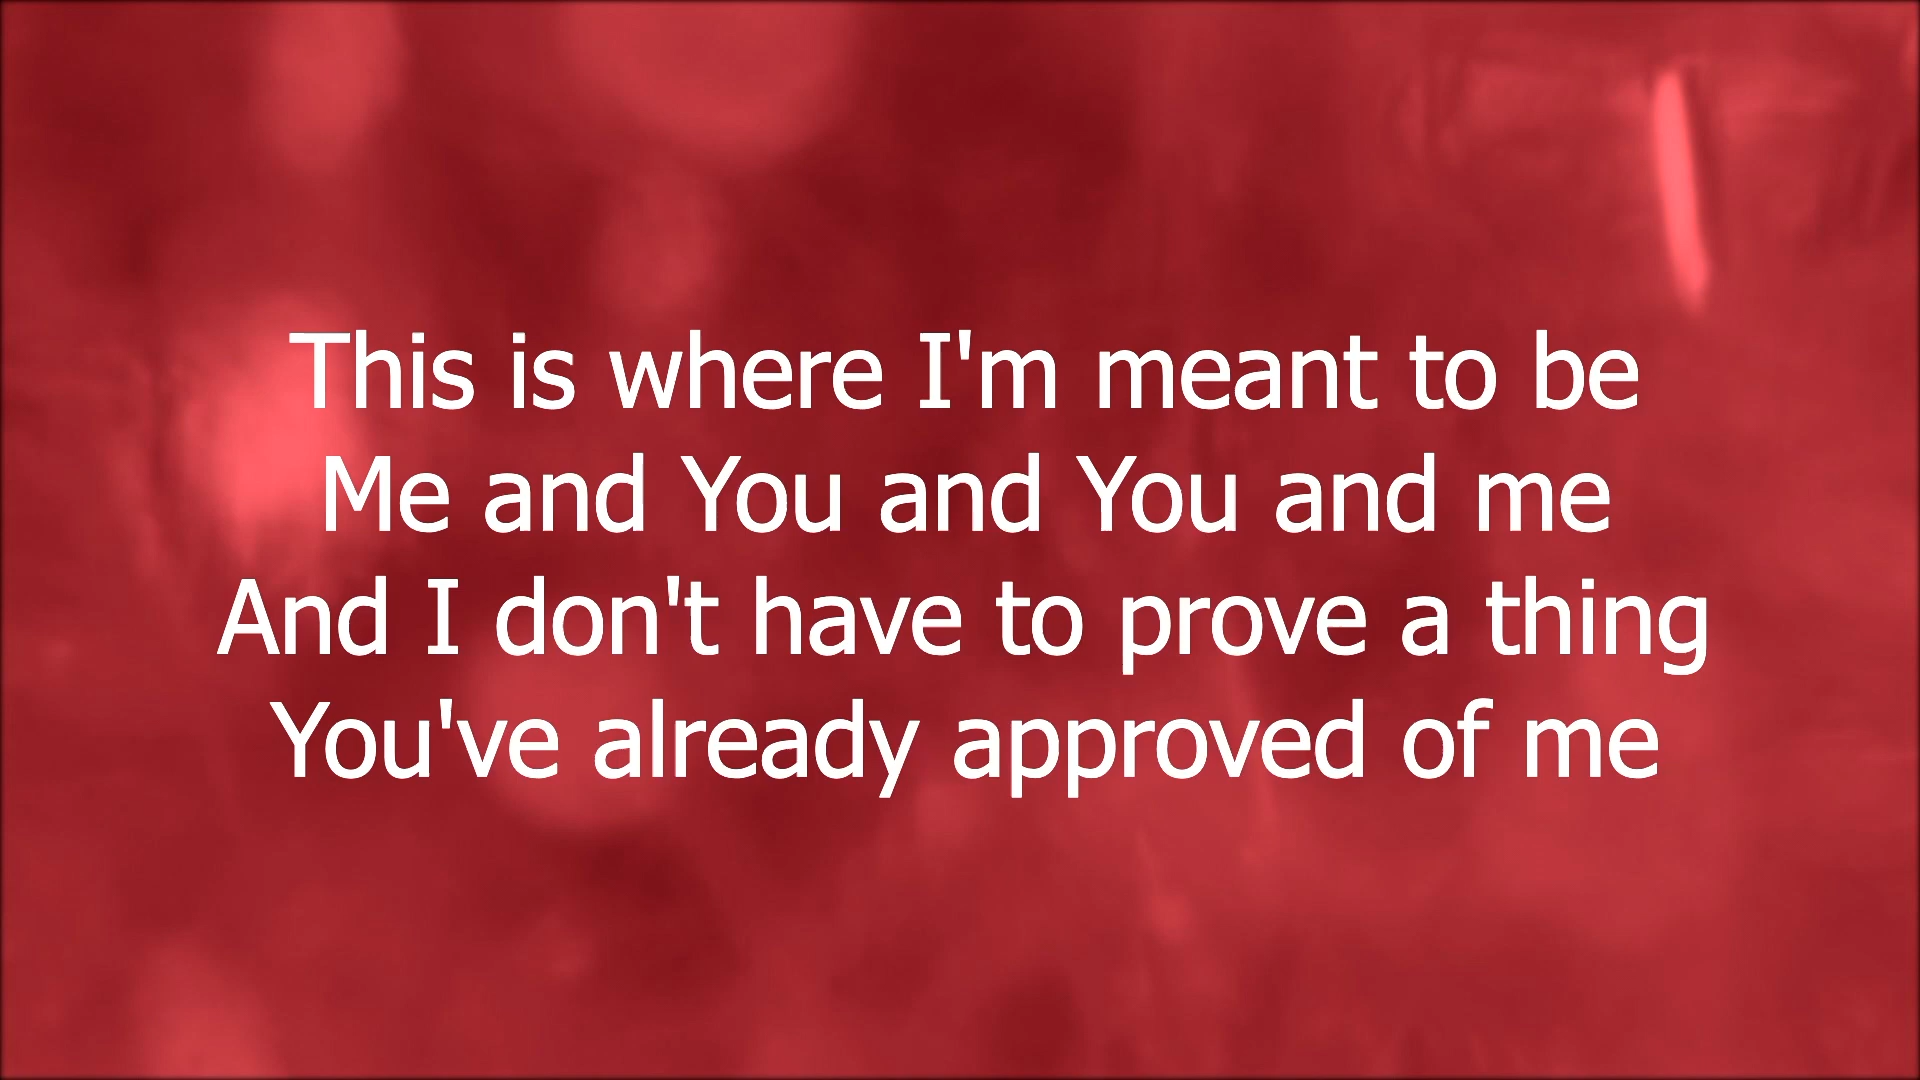 This is where I'm meant to be
Me and You and You and me
And I don't have to prove a thing
You've already approved of me